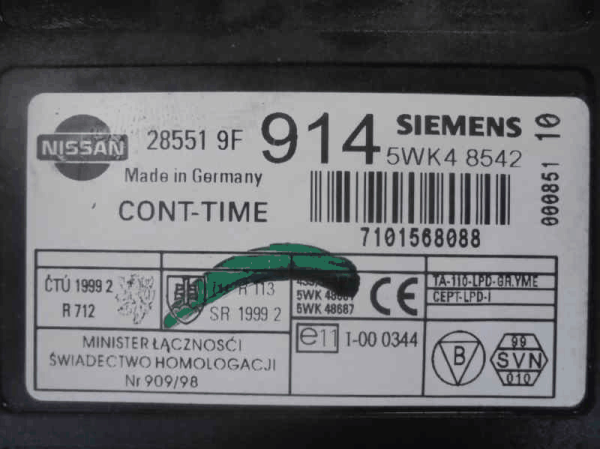 NISSAN
28551 9F 914
SIEMENS
5WK4 8542
Made in Germany
CONT-TIME
7101568088
000851 10
ČTÚ 1999 2
R 712
R 113
SR 1999 2
5WK 48687
CE
TA-110-LPD-GR.YME
CEPT-LPD-I
MINISTER ŁĄCZNOŚCI
ŚWIADECTWO HOMOLOGACJI
Nr 909/98
e11 1-00 0344
B
99
SVN
010